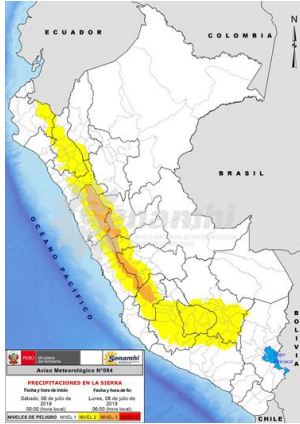 ECUADOR
COLOMBIA
N
BRASIL
OCÉANO PACÍFICO
Senamhi
BOLIVIA
PERÚ
Ministerio
del Ambiente
Senamhi
Aviso Meteorológico N°094
PRECIPITACIONES EN LA SIERRA
Fecha y hora de inicio
Fecha y hora de fin
Sábado, 06 de julio de
2019
00:00 (hora local)
Lunes, 08 de julio de
2019
06:00 (hora local)
NIVELES DE PELIGRO NIVEL 1 NIVEL 2 NIVEL 3
CHILE